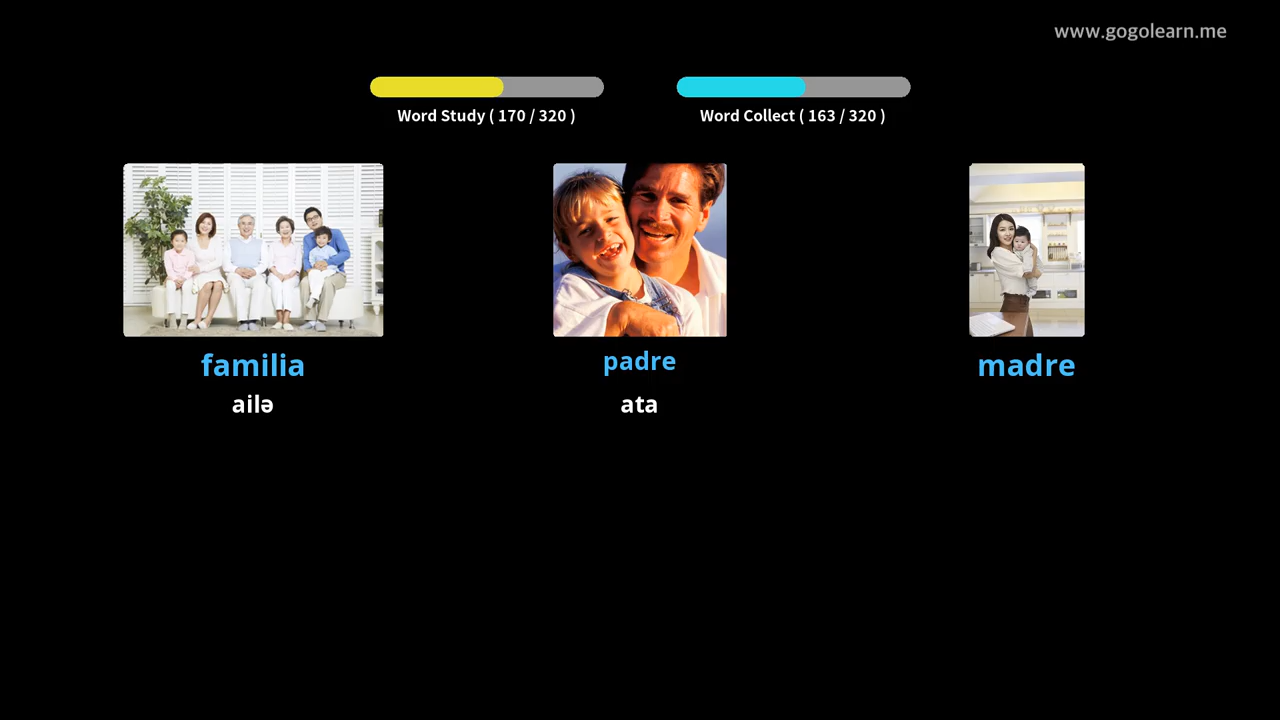 www.gogolearn.me
Word Study ( 170 / 320 )
Word Collect ( 163 / 320 )
familia
padre
madre
ailə
ata